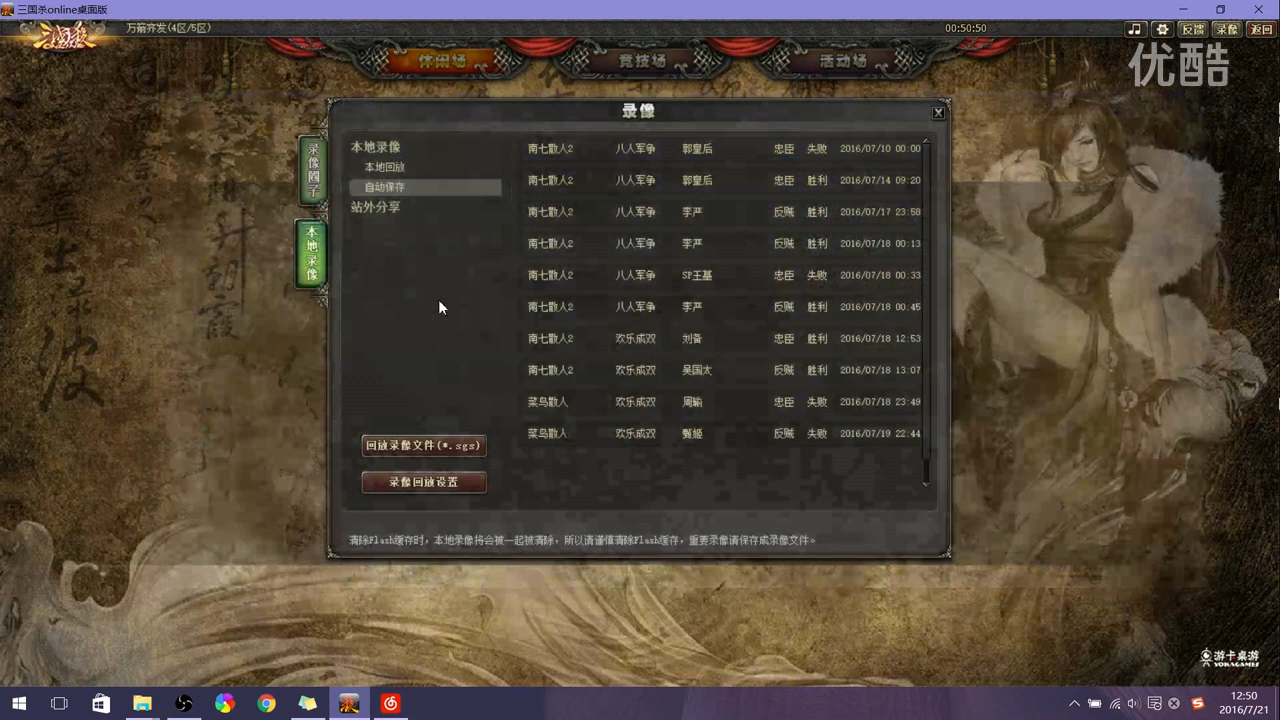 三国杀online桌面版
三国杀
万箭齐发(4区/5区)
00:50:50
反馈
录像
返回
优酷
休闲场
竞技场
活动场
录像
录像圈子
本地录像
本地录像
本地回放
自动保存
站外分享
南七散人2 八人军争 郭皇后 忠臣 失败 2016/07/10 00:00
南七散人2 八人军争 郭皇后 忠臣 胜利 2016/07/14 09:20
南七散人2 八人军争 李严 反贼 胜利 2016/07/17 23:58
南七散人2 八人军争 李严 反贼 胜利 2016/07/18 00:13
南七散人2 八人军争 SP王基 忠臣 失败 2016/07/18 00:33
南七散人2 八人军争 李严 反贼 胜利 2016/07/18 00:45
南七散人2 欢乐成双 刘备 忠臣 胜利 2016/07/18 12:53
南七散人2 欢乐成双 吴国太 反贼 胜利 2016/07/18 13:07
菜鸟散人 欢乐成双 周瑜 忠臣 失败 2016/07/18 23:49
菜鸟散人 欢乐成双 甄姬 反贼 失败 2016/07/19 22:44
回放录像文件(*.sgs)
录像回放设置
清除Flash缓存时，本地录像将会被一起被清除，所以请谨慎清除Flash缓存，重要录像请保存成录像文件。
游卡桌游
YOKAGAMES
12:50
2016/7/21